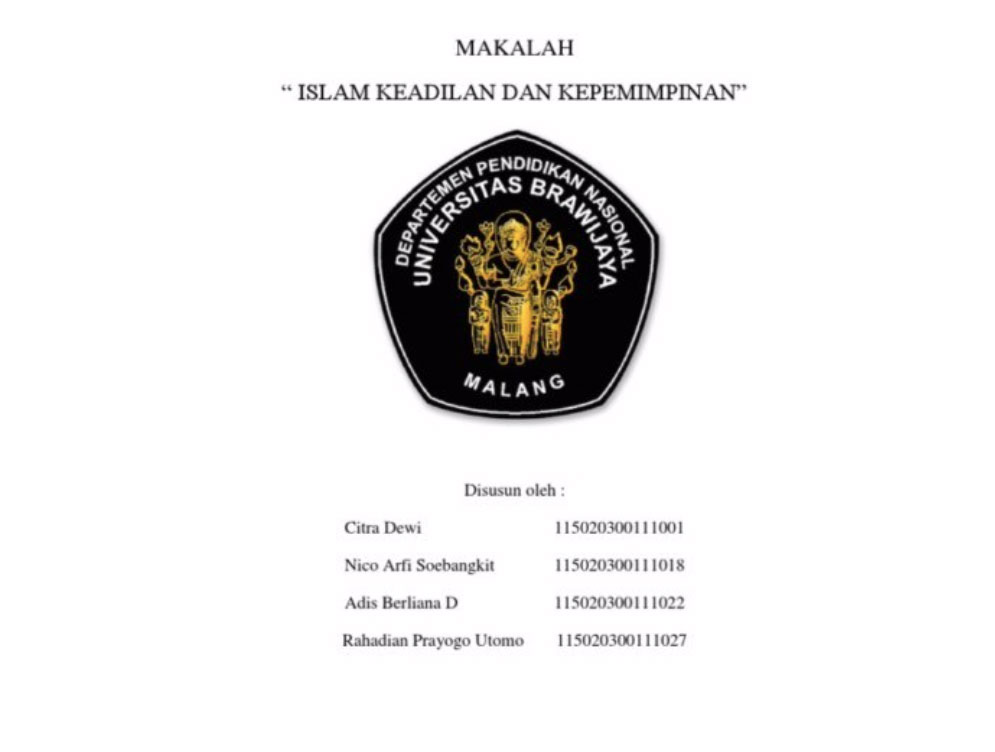 MAKALAH
“ ISLAM KEADILAN DAN KEPEMIMPINAN”
DEPARTEMEN PENDIDIKAN NASIONAL
UNIVERSITAS BRAWIJAYA
MALANG
Disusun oleh :
Citra Dewi 115020300111001
Nico Arfi Soebangkit 115020300111018
Adis Berliana D 115020300111022
Rahadian Prayogo Utomo 115020300111027